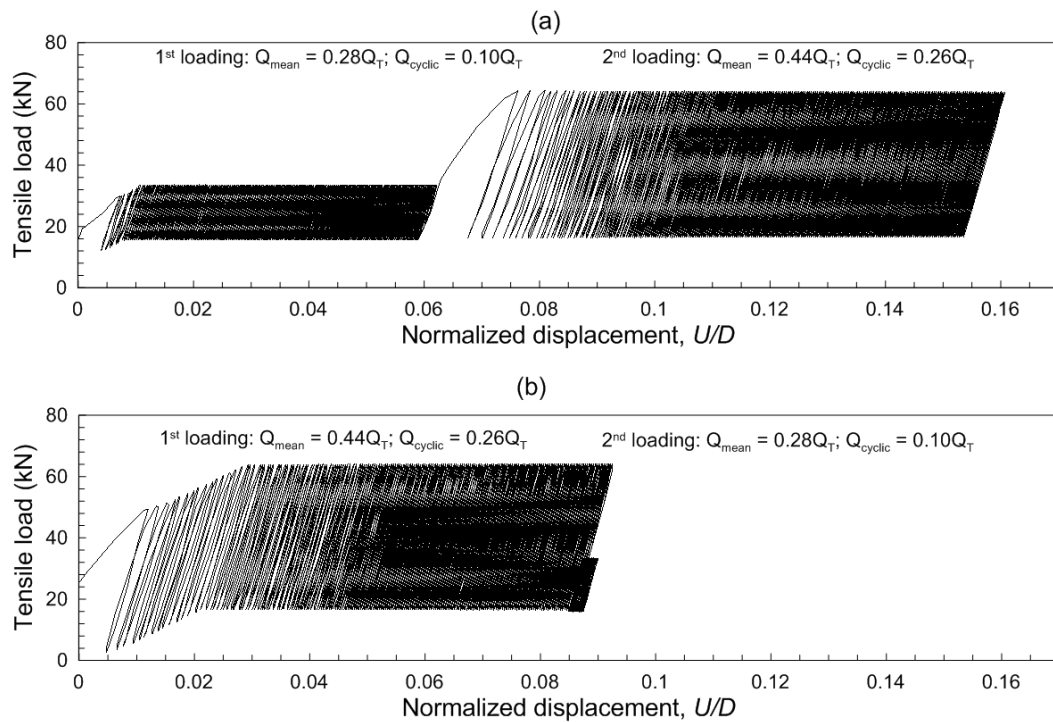 (a)
80
1st loading: Qmean = 0.28QT; Qcyclic = 0.10QT
2nd loading: Qmean = 0.44QT; Qcyclic = 0.26QT
60
40
20
0
Tensile load (kN)
0 0.02 0.04 0.06 0.08 0.1 0.12 0.14 0.16
Normalized displacement, U/D
(b)
80
1st loading: Qmean = 0.44QT; Qcyclic = 0.26QT
2nd loading: Qmean = 0.28QT; Qcyclic = 0.10QT
60
40
20
0
Tensile load (kN)
0.00 0.02 0.04 0.06 0.08 0.1 0.12 0.14 0.16
Normalized displacement, U/D